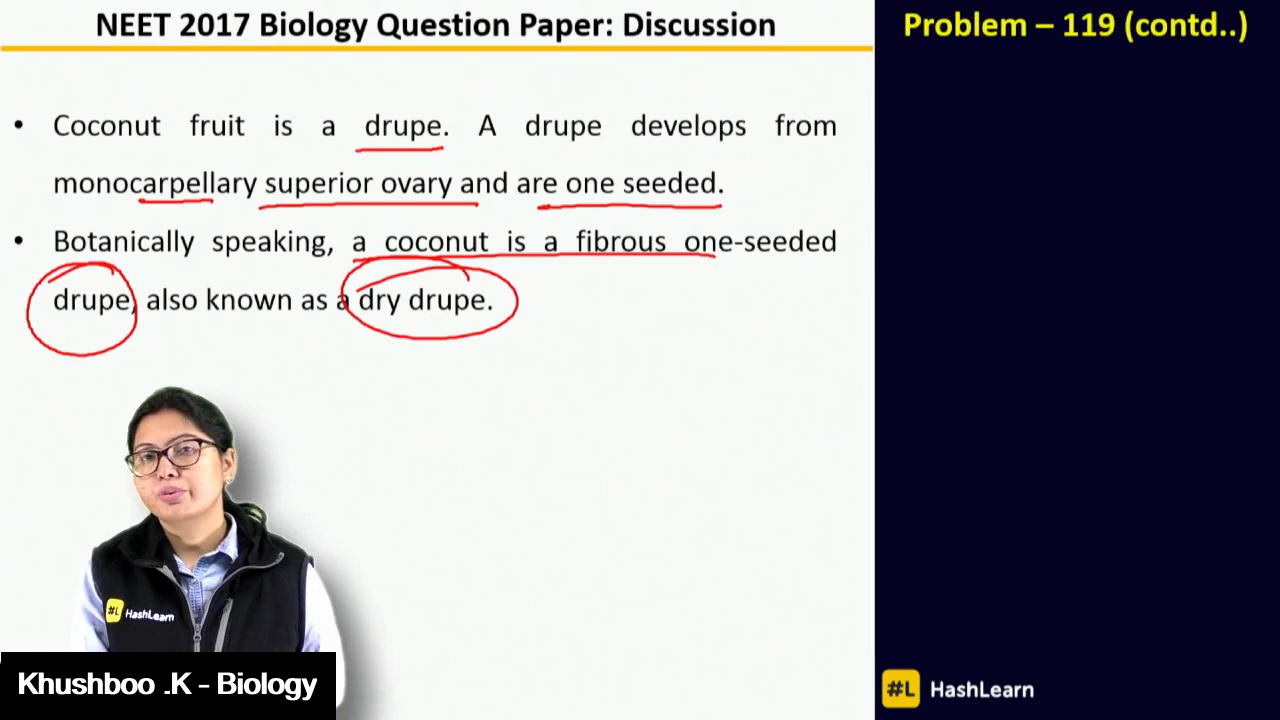 NEET 2017 Biology Question Paper: Discussion
Problem – 119 (contd..)
• Coconut fruit is a drupe. A drupe develops from
monocarpellary superior ovary and are one seeded.
• Botanically speaking, a coconut is a fibrous one-seeded
drupe, also known as a dry drupe.
#L HashLearn
Khushboo .K – Biology
#L HashLearn